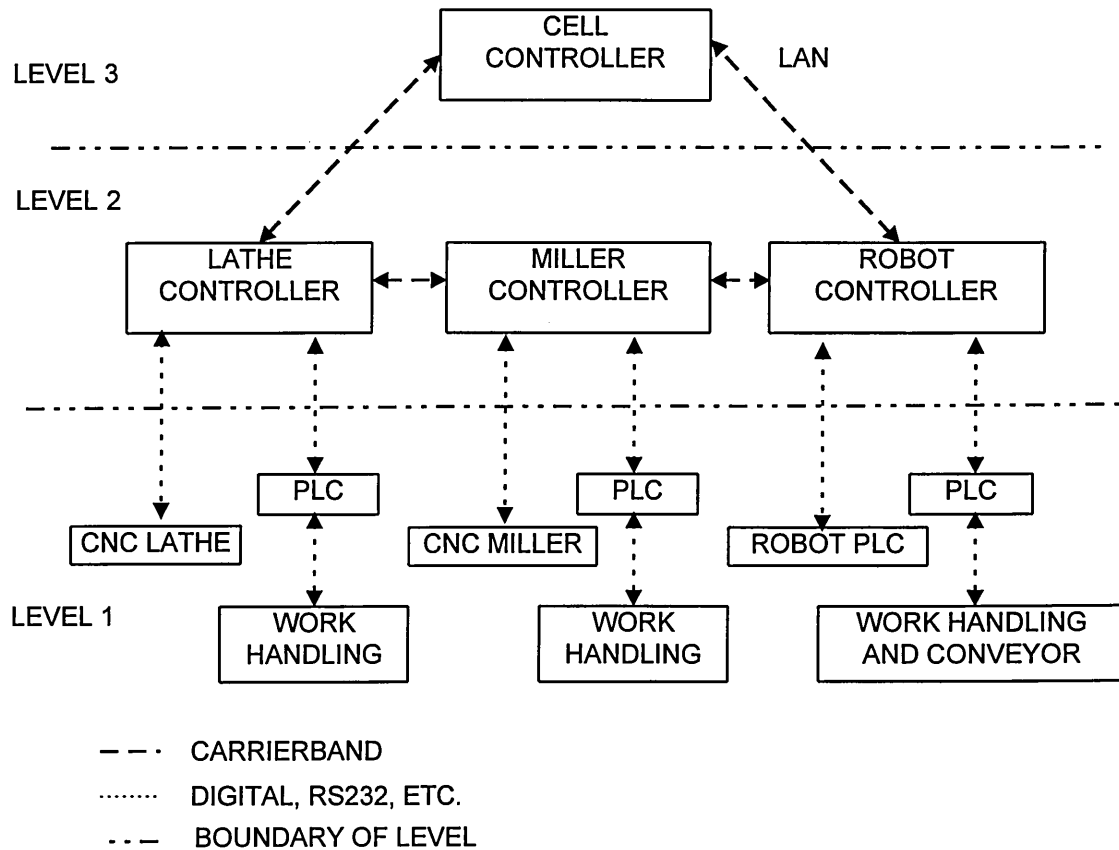 CELL
CONTROLLER
LAN
LEVEL 3
LEVEL 2
LATHE
CONTROLLER
MILLER
CONTROLLER
ROBOT
CONTROLLER
PLC
PLC
PLC
CNC LATHE
CNC MILLER
ROBOT PLC
LEVEL 1
WORK
HANDLING
WORK
HANDLING
WORK HANDLING
AND CONVEYOR
CARRIERBAND
DIGITAL, RS232, ETC.
BOUNDARY OF LEVEL